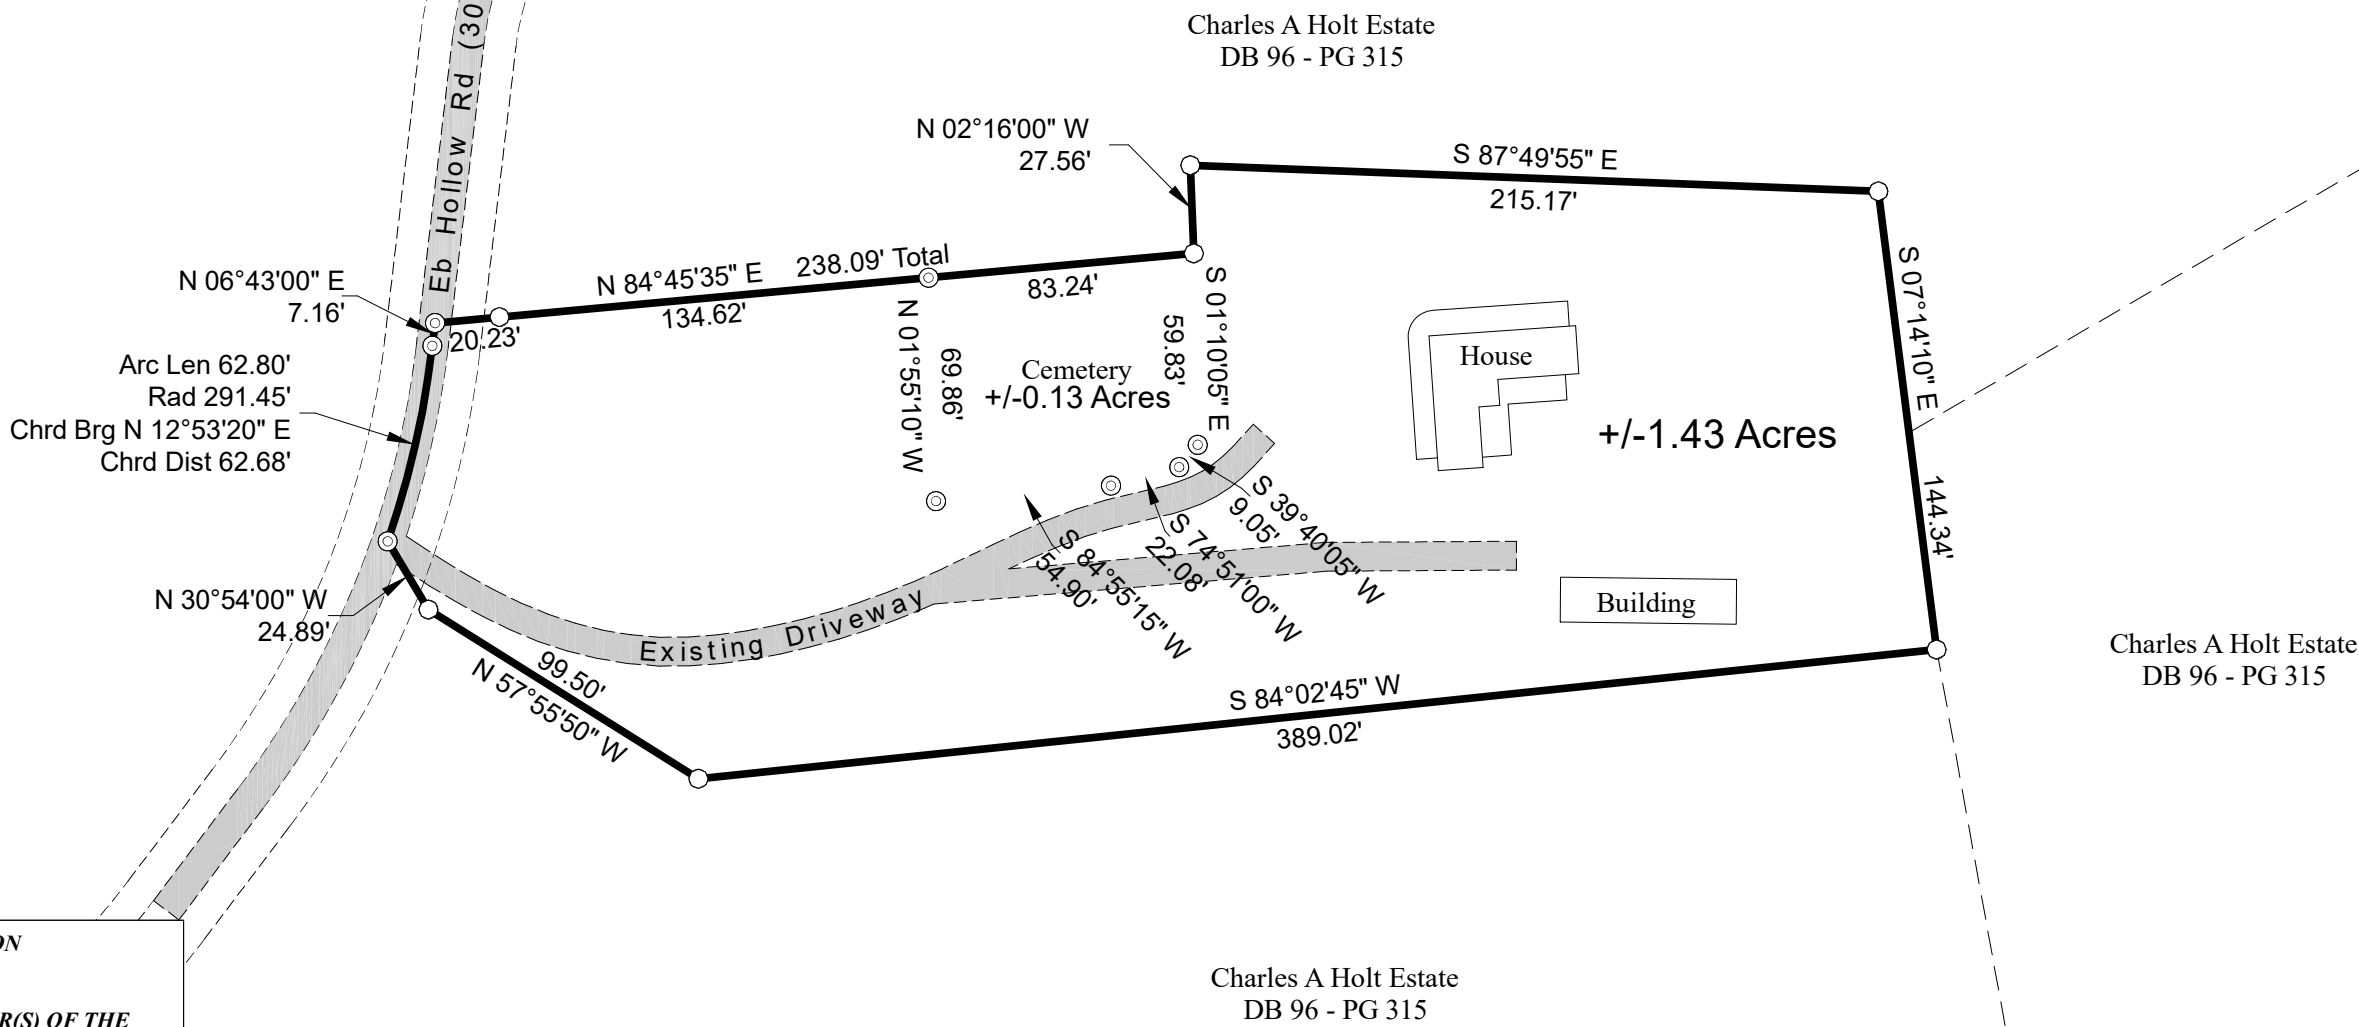 Charles A Holt Estate
DB 96 - PG 315
Eb Hollow Rd (30
N 02°16'00" W
27.56'
S 87°49'55" E
215.17'
N 06°43'00" E
7.16'
N 84°45'35" E
238.09' Total
20.23'
134.62'
83.24'
S 07°14'10" E
144.34'
Arc Len 62.80'
Rad 291.45'
Chrd Brg N 12°53'20" E
Chrd Dist 62.68'
N 01°55'10" W
69.86'
Cemetery
+/-0.13 Acres
59.83'
S 01°10'05" E
House
+/-1.43 Acres
S 39°40'05" W
9.05'
S 74°51'00" W
22.08'
S 84°55'15" W
54.90'
N 30°54'00" W
24.89'
Existing Driveway
Building
99.50'
N 57°55'50" W
S 84°02'45" W
389.02'
Charles A Holt Estate
DB 96 - PG 315
Charles A Holt Estate
DB 96 - PG 315
ON
R(S) OF THE